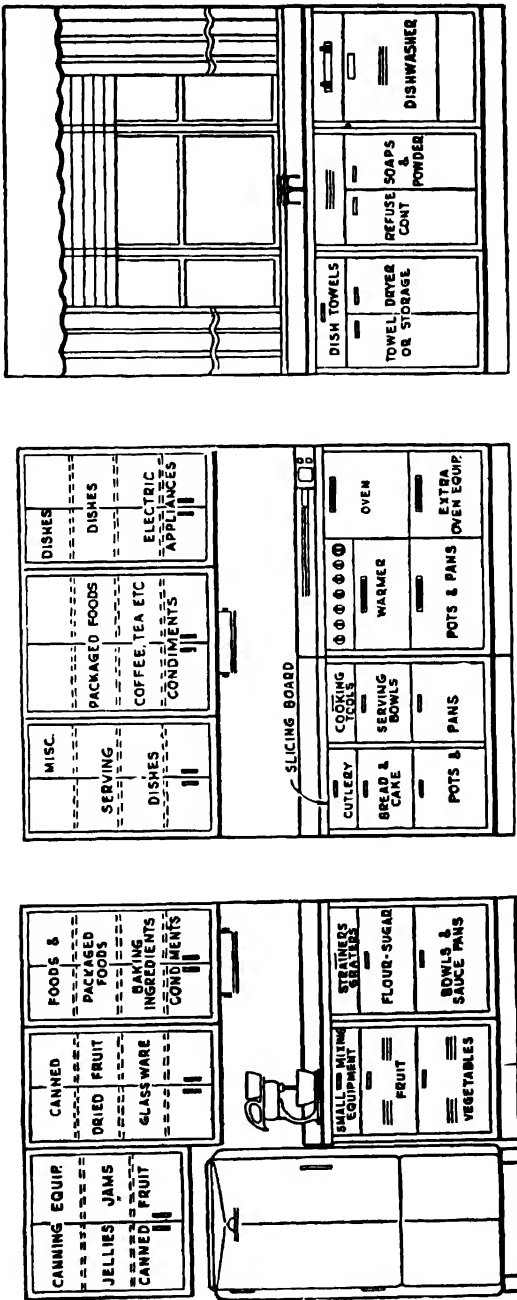 CANNING EQUIP.
JELLIES JAMS
CANNED FRUIT
CANNED
DRIED FRUIT
GLASSWARE
FOODS &
PACKAGED
FOODS
BAKING
INGREDIENTS
CONDIMENTS
SMALL MIXING
EQUIPMENT
FRUIT
VEGETABLES
STRAINERS
GRATERS
FLOUR-SUGAR
BOWLS &
SAUCE PANS
MISC.
SERVING
DISHES
PACKAGED FOODS
COFFEE, TEA ETC
CONDIMENTS
DISHES
DISHES
ELECTRIC
APPLIANCES
SLICING BOARD
CUTLERY
BREAD &
CAKE
COOKING
TOOLS
SERVING
BOWLS
POTS & PANS
WARMER
POTS & PANS
OVEN
EXTRA
OVEN EQUIP.
DISH TOWELS
TOWEL DRYER
OR STORAGE
REFUSE
CONT
SOAPS
&
POWDER
DISHWASHER